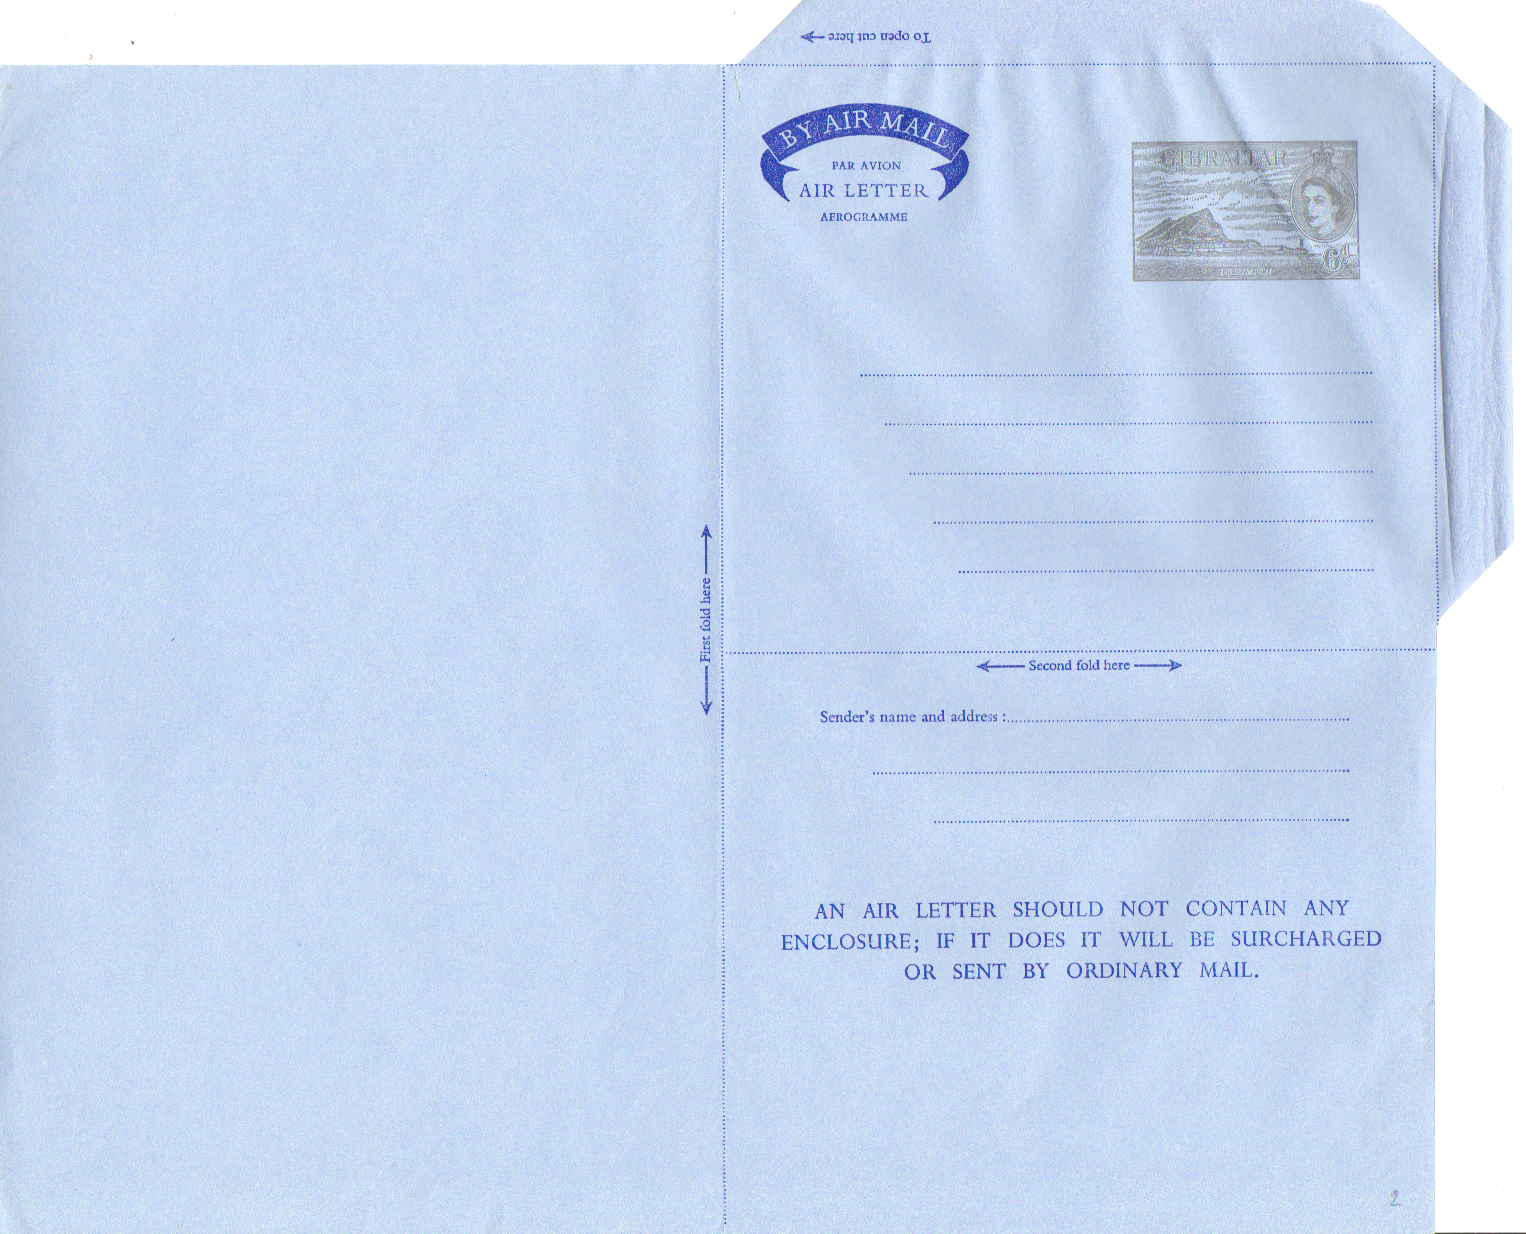 To open cut here
BY AIR MAIL
PAR AVION
AIR LETTER
AEROGRAMME
GIBRALTAR
6d
First fold here
Second fold here
Sender's name and address :
AN AIR LETTER SHOULD NOT CONTAIN ANY
ENCLOSURE; IF IT DOES IT WILL BE SURCHARGED
OR SENT BY ORDINARY MAIL.
2